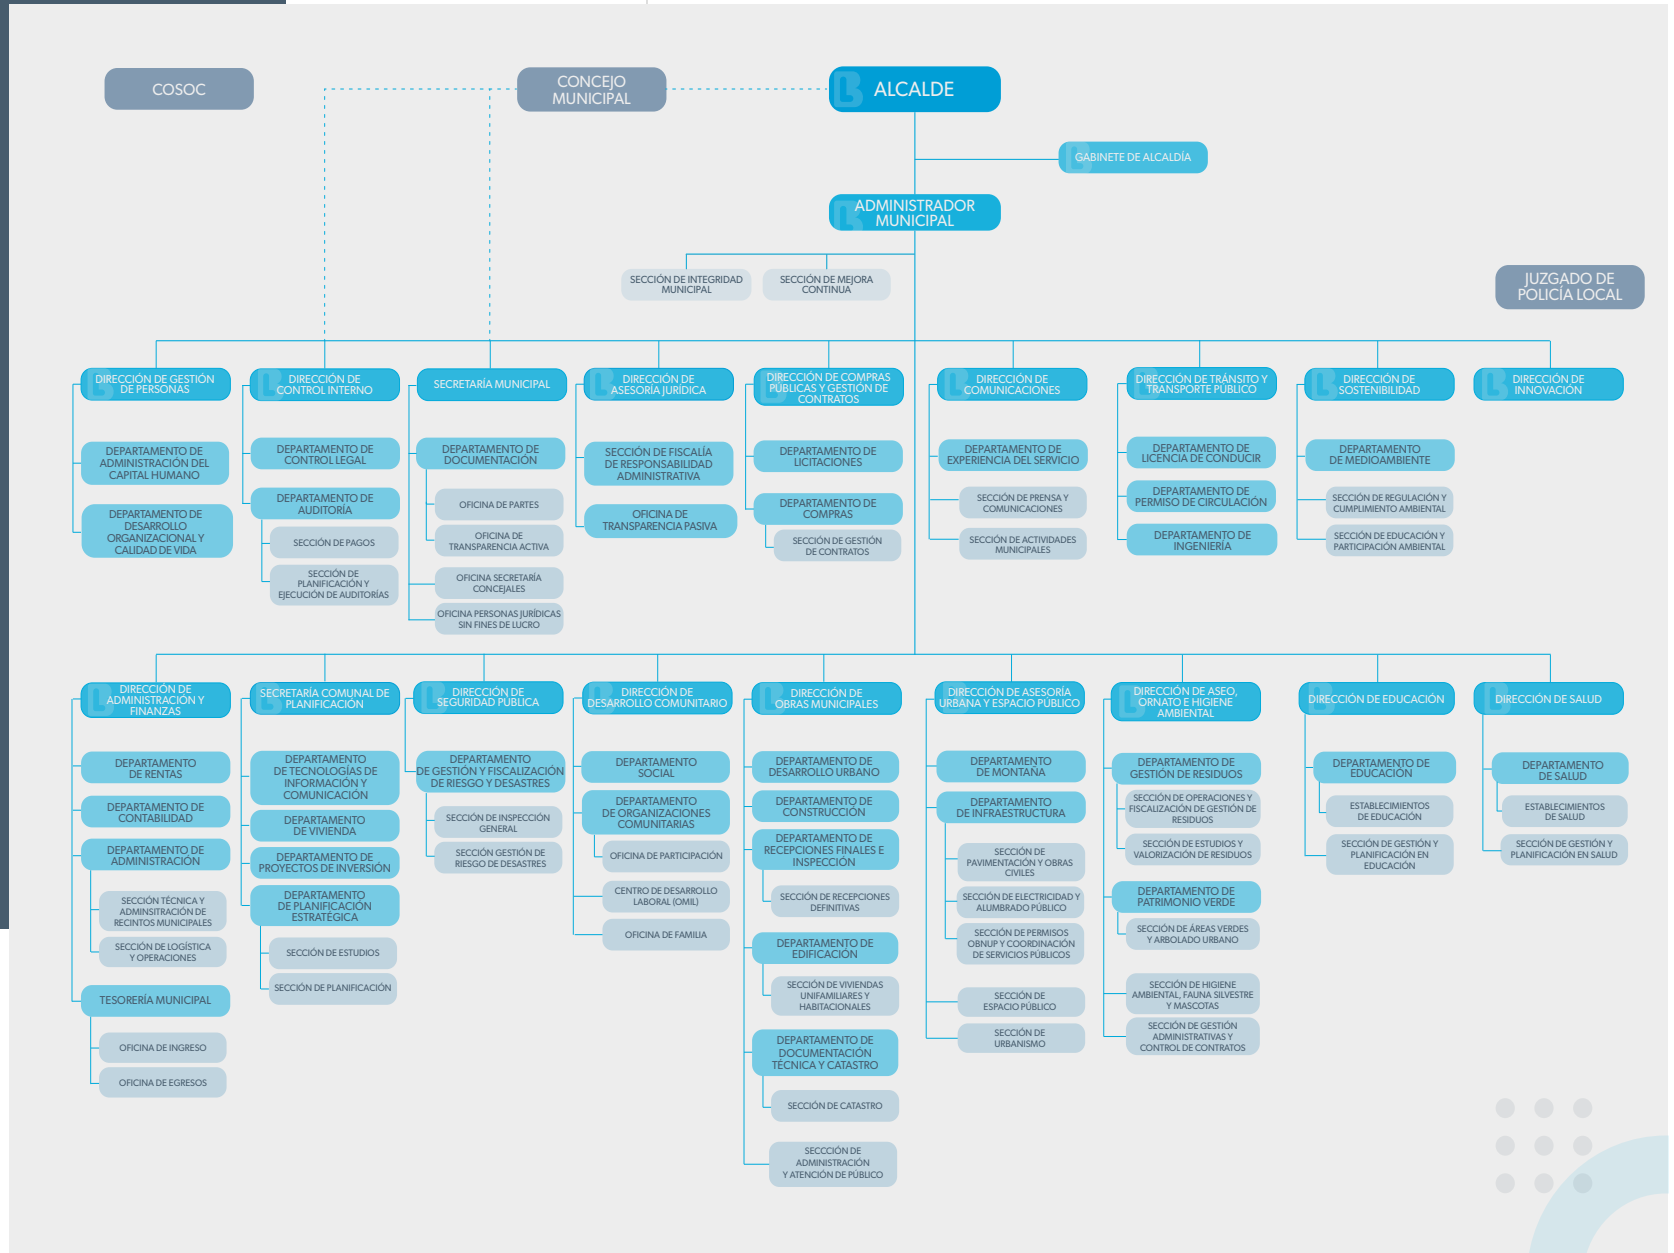 COSOC
CONCEJO
MUNICIPAL
ALCALDE
GABINETE DE ALCALDÍA
ADMINISTRADOR
MUNICIPAL
SECCIÓN DE INTEGRIDAD
MUNICIPAL
SECCIÓN DE MEJORA
CONTINUA
JUZGADO DE
POLICÍA LOCAL
DIRECCIÓN DE GESTIÓN
DE PERSONAS
DEPARTAMENTO DE
ADMINISTRACIÓN DEL
CAPITAL HUMANO
DEPARTAMENTO DE
DESARROLLO
ORGANIZACIONAL Y
CALIDAD DE VIDA
DIRECCIÓN DE
CONTROL INTERNO
DEPARTAMENTO DE
CONTROL LEGAL
DEPARTAMENTO DE
AUDITORÍA
SECCIÓN DE PAGOS
SECCIÓN DE
PLANIFICACIÓN Y
EJECUCIÓN DE AUDITORÍAS
SECRETARÍA MUNICIPAL
DEPARTAMENTO DE
DOCUMENTACIÓN
OFICINA DE PARTES
OFICINA DE
TRANSPARENCIA ACTIVA
OFICINA SECRETARÍA
CONCEJALES
OFICINA PERSONAS JURÍDICAS
SIN FINES DE LUCRO
DIRECCIÓN DE
ASESORÍA JURÍDICA
SECCIÓN DE FISCALÍA
DE RESPONSABILIDAD
ADMINISTRATIVA
OFICINA DE
TRANSPARENCIA PASIVA
DIRECCIÓN DE COMPRAS
PÚBLICAS Y GESTIÓN DE
CONTRATOS
DEPARTAMENTO DE
LICITACIONES
DEPARTAMENTO DE
COMPRAS
SECCIÓN DE GESTIÓN
DE CONTRATOS
DIRECCIÓN DE
COMUNICACIONES
DEPARTAMENTO DE
EXPERIENCIA DEL SERVICIO
SECCIÓN DE PRENSA Y
COMUNICACIONES
SECCIÓN DE ACTIVIDADES
MUNICIPALES
DIRECCIÓN DE TRÁNSITO Y
TRANSPORTE PÚBLICO
DEPARTAMENTO DE
LICENCIA DE CONDUCIR
DEPARTAMENTO DE
PERMISO DE CIRCULACIÓN
DEPARTAMENTO DE
INGENIERÍA
DIRECCIÓN DE
SOSTENIBILIDAD
DEPARTAMENTO
DE MEDIOAMBIENTE
SECCIÓN DE REGULACIÓN Y
CUMPLIMIENTO AMBIENTAL
SECCIÓN DE EDUCACIÓN Y
PARTICIPACIÓN AMBIENTAL
DIRECCIÓN DE
INNOVACIÓN
DIRECCIÓN DE
ADMINISTRACIÓN Y
FINANZAS
DEPARTAMENTO
DE RENTAS
DEPARTAMENTO DE
CONTABILIDAD
DEPARTAMENTO DE
ADMINISTRACIÓN
SECCIÓN TÉCNICA Y
ADMINSITRACIÓN DE
RECINTOS MUNICIPALES
SECCIÓN DE LOGÍSTICA
Y OPERACIONES
TESORERÍA MUNICIPAL
OFICINA DE INGRESO
OFICINA DE EGRESOS
SECRETARÍA COMUNAL DE
PLANIFICACIÓN
DEPARTAMENTO
DE TECNOLOGÍAS DE
INFORMACIÓN Y
COMUNICACIÓN
DEPARTAMENTO
DE VIVIENDA
DEPARTAMENTO DE
PROYECTOS DE INVERSIÓN
DEPARTAMENTO
DE PLANIFICACIÓN
ESTRATÉGICA
SECCIÓN DE ESTUDIOS
SECCIÓN DE PLANIFICACIÓN
DIRECCIÓN DE
SEGURIDAD PÚBLICA
DEPARTAMENTO
DE GESTIÓN Y FISCALIZACIÓN
DE RIESGO Y DESASTRES
SECCIÓN DE INSPECCIÓN
GENERAL
SECCIÓN GESTIÓN DE
RIESGO DE DESASTRES
DIRECCIÓN DE
DESARROLLO COMUNITARIO
DEPARTAMENTO
SOCIAL
DEPARTAMENTO
DE ORGANIZACIONES
COMUNITARIAS
OFICINA DE PARTICIPACIÓN
CENTRO DE DESARROLLO
LABORAL (OMIL)
OFICINA DE FAMILIA
DIRECCIÓN DE
OBRAS MUNICIPALES
DEPARTAMENTO DE
DESARROLLO URBANO
DEPARTAMENTO DE
CONSTRUCCIÓN
DEPARTAMENTO DE
RECEPCIONES FINALES E
INSPECCIÓN
SECCIÓN DE RECEPCIONES
DEFINITIVAS
DEPARTAMENTO DE
EDIFICACIÓN
SECCIÓN DE VIVIENDAS
UNIFAMILIARES Y
HABITACIONALES
DEPARTAMENTO DE
DOCUMENTACIÓN
TÉCNICA Y CATASTRO
SECCIÓN DE CATASTRO
SECCCIÓN DE
ADMINISTRACIÓN
Y ATENCIÓN DE PÚBLICO
DIRECCIÓN DE ASESORÍA
URBANA Y ESPACIO PÚBLICO
DEPARTAMENTO
DE MONTAÑA
DEPARTAMENTO
DE INFRAESTRUCTURA
SECCIÓN DE
PAVIMENTACIÓN Y OBRAS
CIVILES
SECCIÓN DE ELECTRICIDAD Y
ALUMBRADO PÚBLICO
SECCIÓN DE PERMISOS
OBNUP Y COORDINACIÓN
DE SERVICIOS PÚBLICOS
SECCIÓN DE
ESPACIO PÚBLICO
SECCIÓN DE
URBANISMO
DIRECCIÓN DE ASEO,
ORNATO E HIGIENE
AMBIENTAL
DEPARTAMENTO DE
GESTIÓN DE RESIDUOS
SECCIÓN DE OPERACIONES Y
FISCALIZACIÓN DE GESTIÓN DE
RESIDUOS
SECCIÓN DE ESTUDIOS Y
VALORIZACIÓN DE RESIDUOS
DEPARTAMENTO DE
PATRIMONIO VERDE
SECCIÓN DE ÁREAS VERDES
Y ARBOLADO URBANO
SECCIÓN DE HIGIENE
AMBIENTAL, FAUNA SILVESTRE
Y MASCOTAS
SECCIÓN DE GESTIÓN
ADMINISTRATIVAS Y
CONTROL DE CONTRATOS
DIRECCIÓN DE EDUCACIÓN
DEPARTAMENTO DE
EDUCACIÓN
ESTABLECIMIENTOS
DE EDUCACIÓN
SECCIÓN DE GESTIÓN Y
PLANIFICACIÓN EN
EDUCACIÓN
DIRECCIÓN DE SALUD
DEPARTAMENTO
DE SALUD
ESTABLECIMIENTOS
DE SALUD
SECCIÓN DE GESTIÓN Y
PLANIFICACIÓN EN SALUD